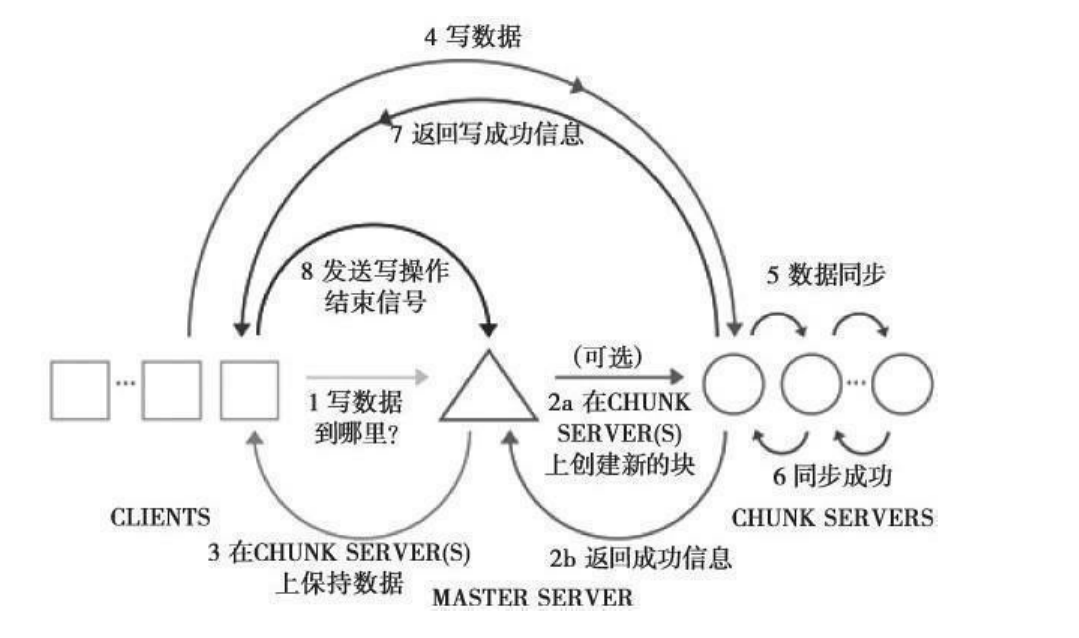 4 写数据
7 返回写成功信息
8 发送写操作
结束信号
5 数据同步
...
(可选)
...
1 写数据
到哪里?
2a 在CHUNK
SERVER(S)
上创建新的块
6 同步成功
CLIENTS
CHUNK SERVERS
3 在CHUNK SERVER(S)
上保持数据
2b 返回成功信息
MASTER SERVER